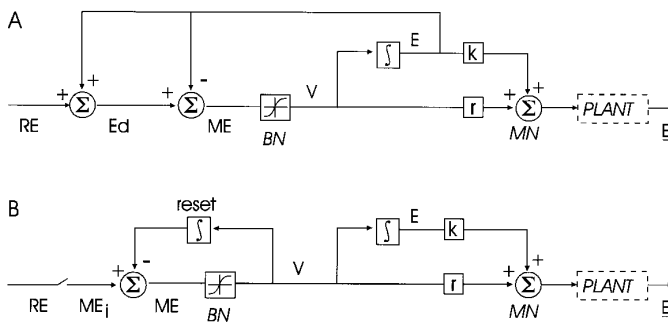 A
E
k
∫
+
-
+
+
Σ
+
Σ
V
+
+
Σ
PLANT
r
RE
Ed
ME
BN
MN
E
B
reset
∫
E
∫
k
-
+
Σ
V
r
+
+
Σ
PLANT
RE
MEi
ME
BN
MN
E